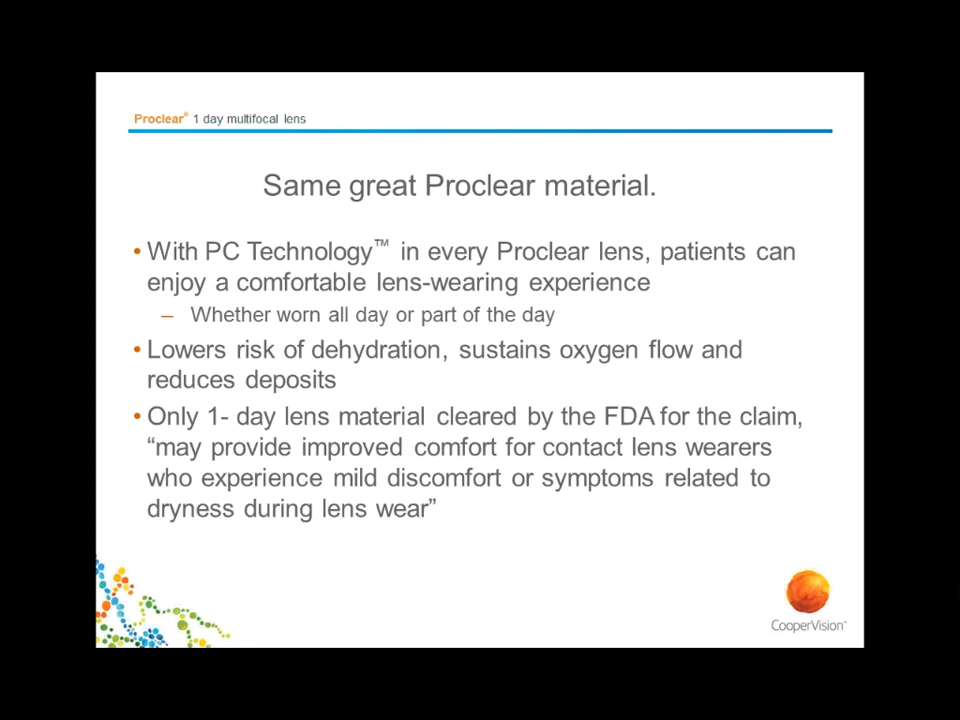 Proclear® 1 day multifocal lens
Same great Proclear material.
• With PC Technology™ in every Proclear lens, patients can
enjoy a comfortable lens-wearing experience
– Whether worn all day or part of the day
• Lowers risk of dehydration, sustains oxygen flow and
reduces deposits
• Only 1- day lens material cleared by the FDA for the claim,
“may provide improved comfort for contact lens wearers
who experience mild discomfort or symptoms related to
dryness during lens wear”
CooperVision™